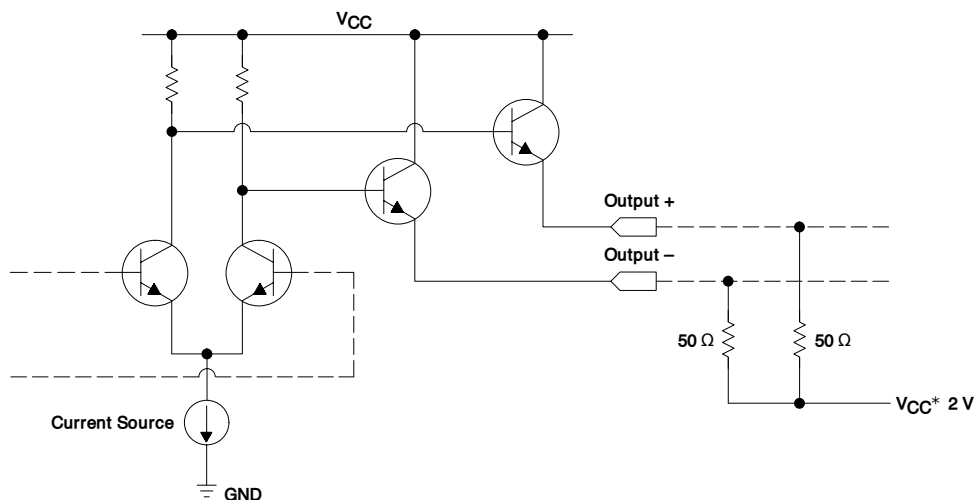 VCC
Output +
Output –
50 Ω
50 Ω
VCC* 2 V
Current Source
GND